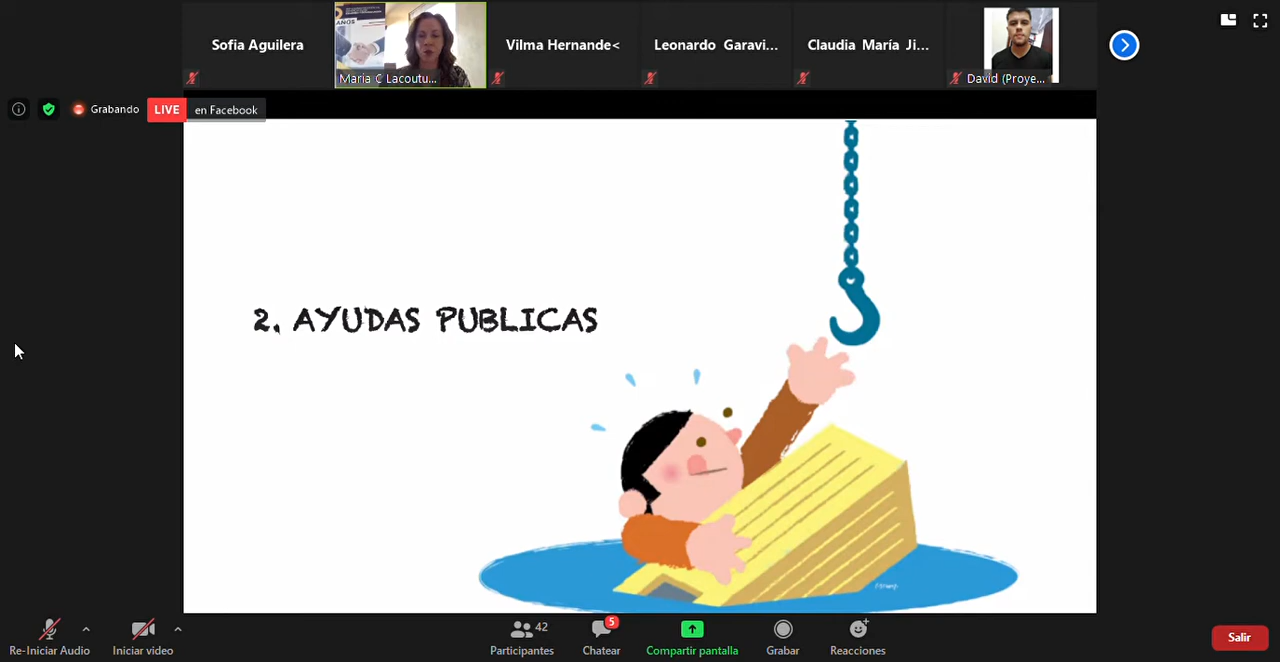 Sofia Aguilera
AÑOS
Maria C Lacoutu...
Vilma Hernande<
Leonardo Garavi...
Claudia María Ji...
David (Proye...
Grabando
LIVE
en Facebook
2. AYUDAS PUBLICAS
Re-Iniciar Audio
Iniciar video
Participantes
42
Chatear
5
Compartir pantalla
Grabar
Reacciones
Salir